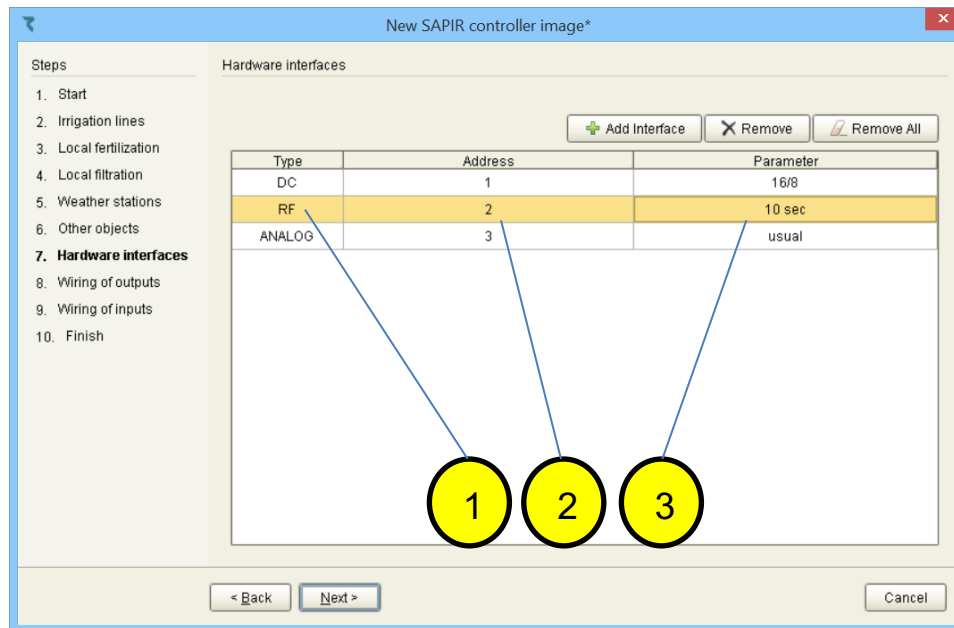 New SAPIR controller image*
Steps
1. Start
2. Irrigation lines
3. Local fertilization
4. Local filtration
5. Weather stations
6. Other objects
7. Hardware interfaces
8. Wiring of outputs
9. Wiring of inputs
10. Finish
Hardware interfaces
Add Interface Remove Remove All
Type Address Parameter
DC 1 16/8
RF 2 10 sec
ANALOG 3 usual
1 2 3
< Back Next > Cancel